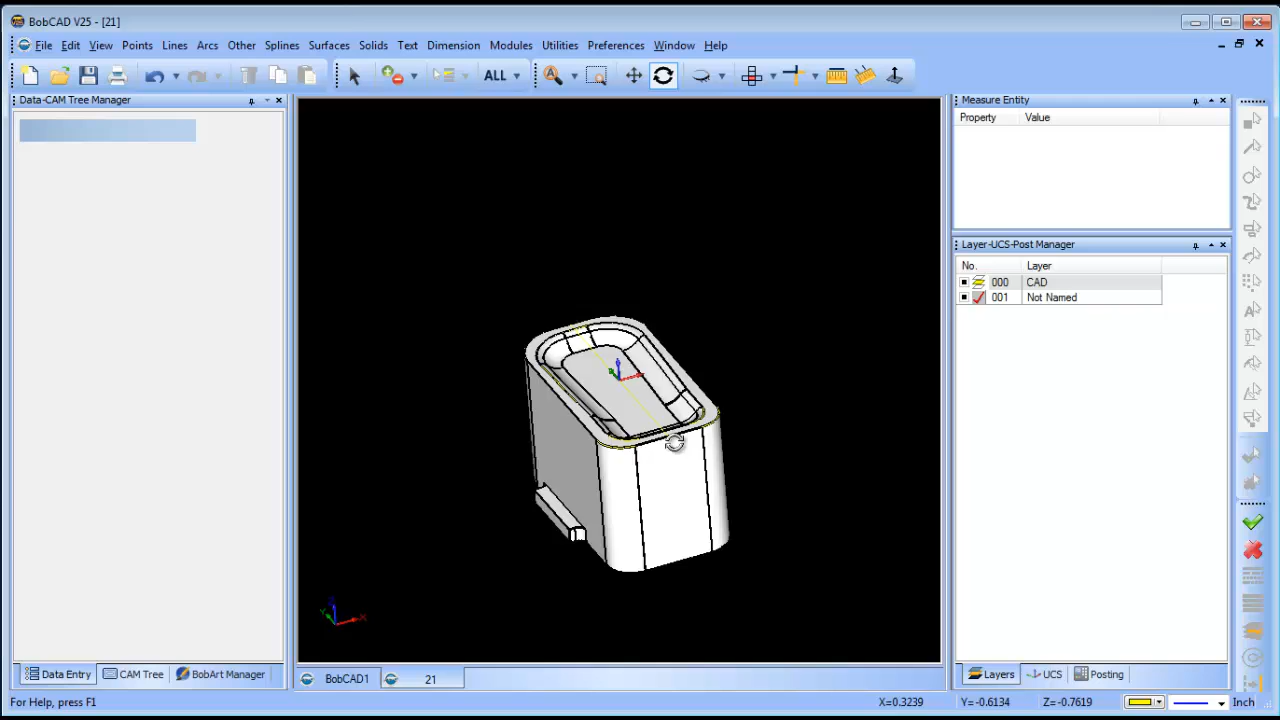 BobCAD V25 - [21]
File Edit View Points Lines Arcs Other Splines Surfaces Solids Text Dimension Modules Utilities Preferences Window Help
ALL
Data-CAM Tree Manager
Measure Entity
Property Value
Layer-UCS-Post Manager
No. Layer
000 CAD
001 Not Named
Data Entry CAM Tree BobArt Manager
BobCAD1 21
Layers UCS Posting
For Help, press F1
X=0.3239 Y=-0.6134 Z=-0.7619 Inch